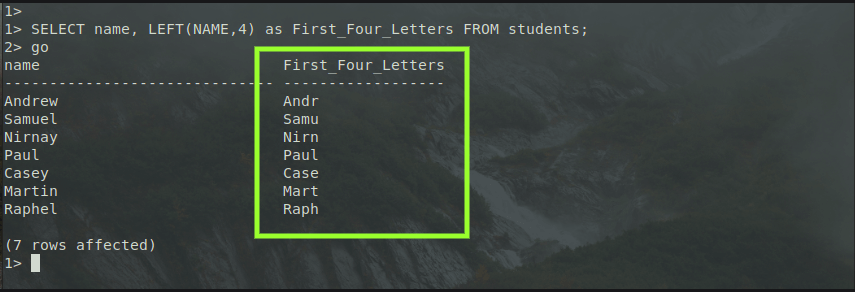 1>
1> SELECT name, LEFT(NAME,4) as First_Four_Letters FROM students;
2> go
name                           First_Four_Letters
------------------------------ ------------------
Andrew                         Andr
Samuel                         Samu
Nirnay                         Nirn
Paul                           Paul
Casey                          Case
Martin                         Mart
Raphel                         Raph
(7 rows affected)
1>